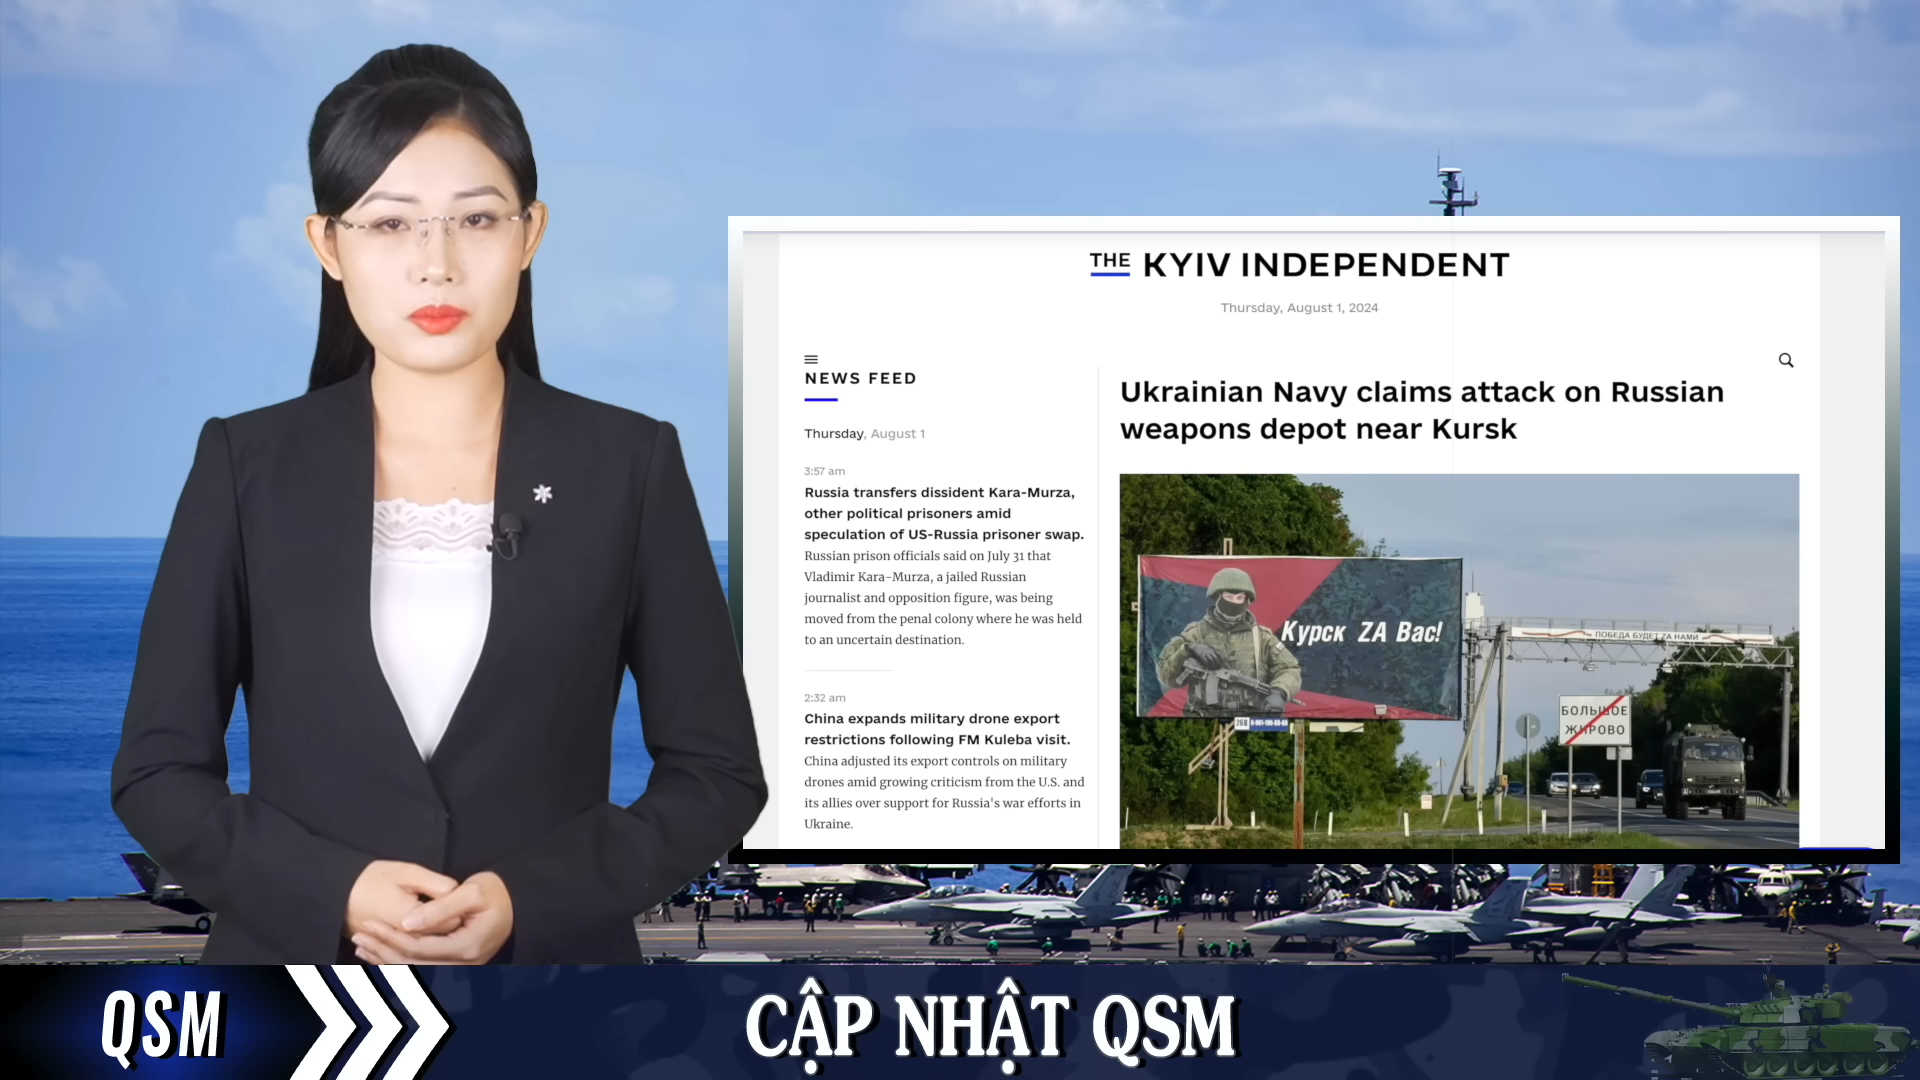 THE KYIV INDEPENDENT
Thursday, August 1, 2024
NEWS FEED
Thursday, August 1
3:57 am
Russia transfers dissident Kara-Murza,
other political prisoners amid
speculation of US-Russia prisoner swap.
Russian prison officials said on July 31 that
Vladimir Kara-Murza, a jailed Russian
journalist and opposition figure, was being
moved from the penal colony where he was held
to an uncertain destination.
2:32 am
China expands military drone export
restrictions following FM Kuleba visit.
China adjusted its export controls on military
drones amid growing criticism from the U.S. and
its allies over support for Russia's war efforts in
Ukraine.
Ukrainian Navy claims attack on Russian
weapons depot near Kursk
Курск ZA Вас!
ПОБЕДА БУДЕТ ZA НАМИ
БОЛЬШОЕ
ЖИРОВО
QSM
CẬP NHẬT QSM